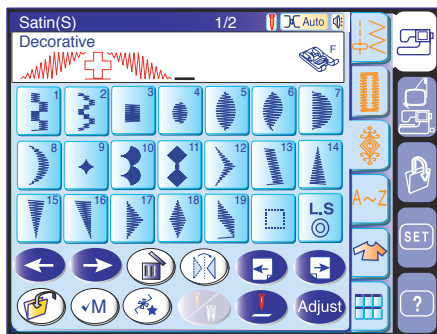 Satin(S) 1/2 Auto
Decorative
F
1 2 3 4 5 6 7
8 9 10 11 12 13 14
15 16 17 18 19 L.S
A~Z
SET
✓M Adjust ?